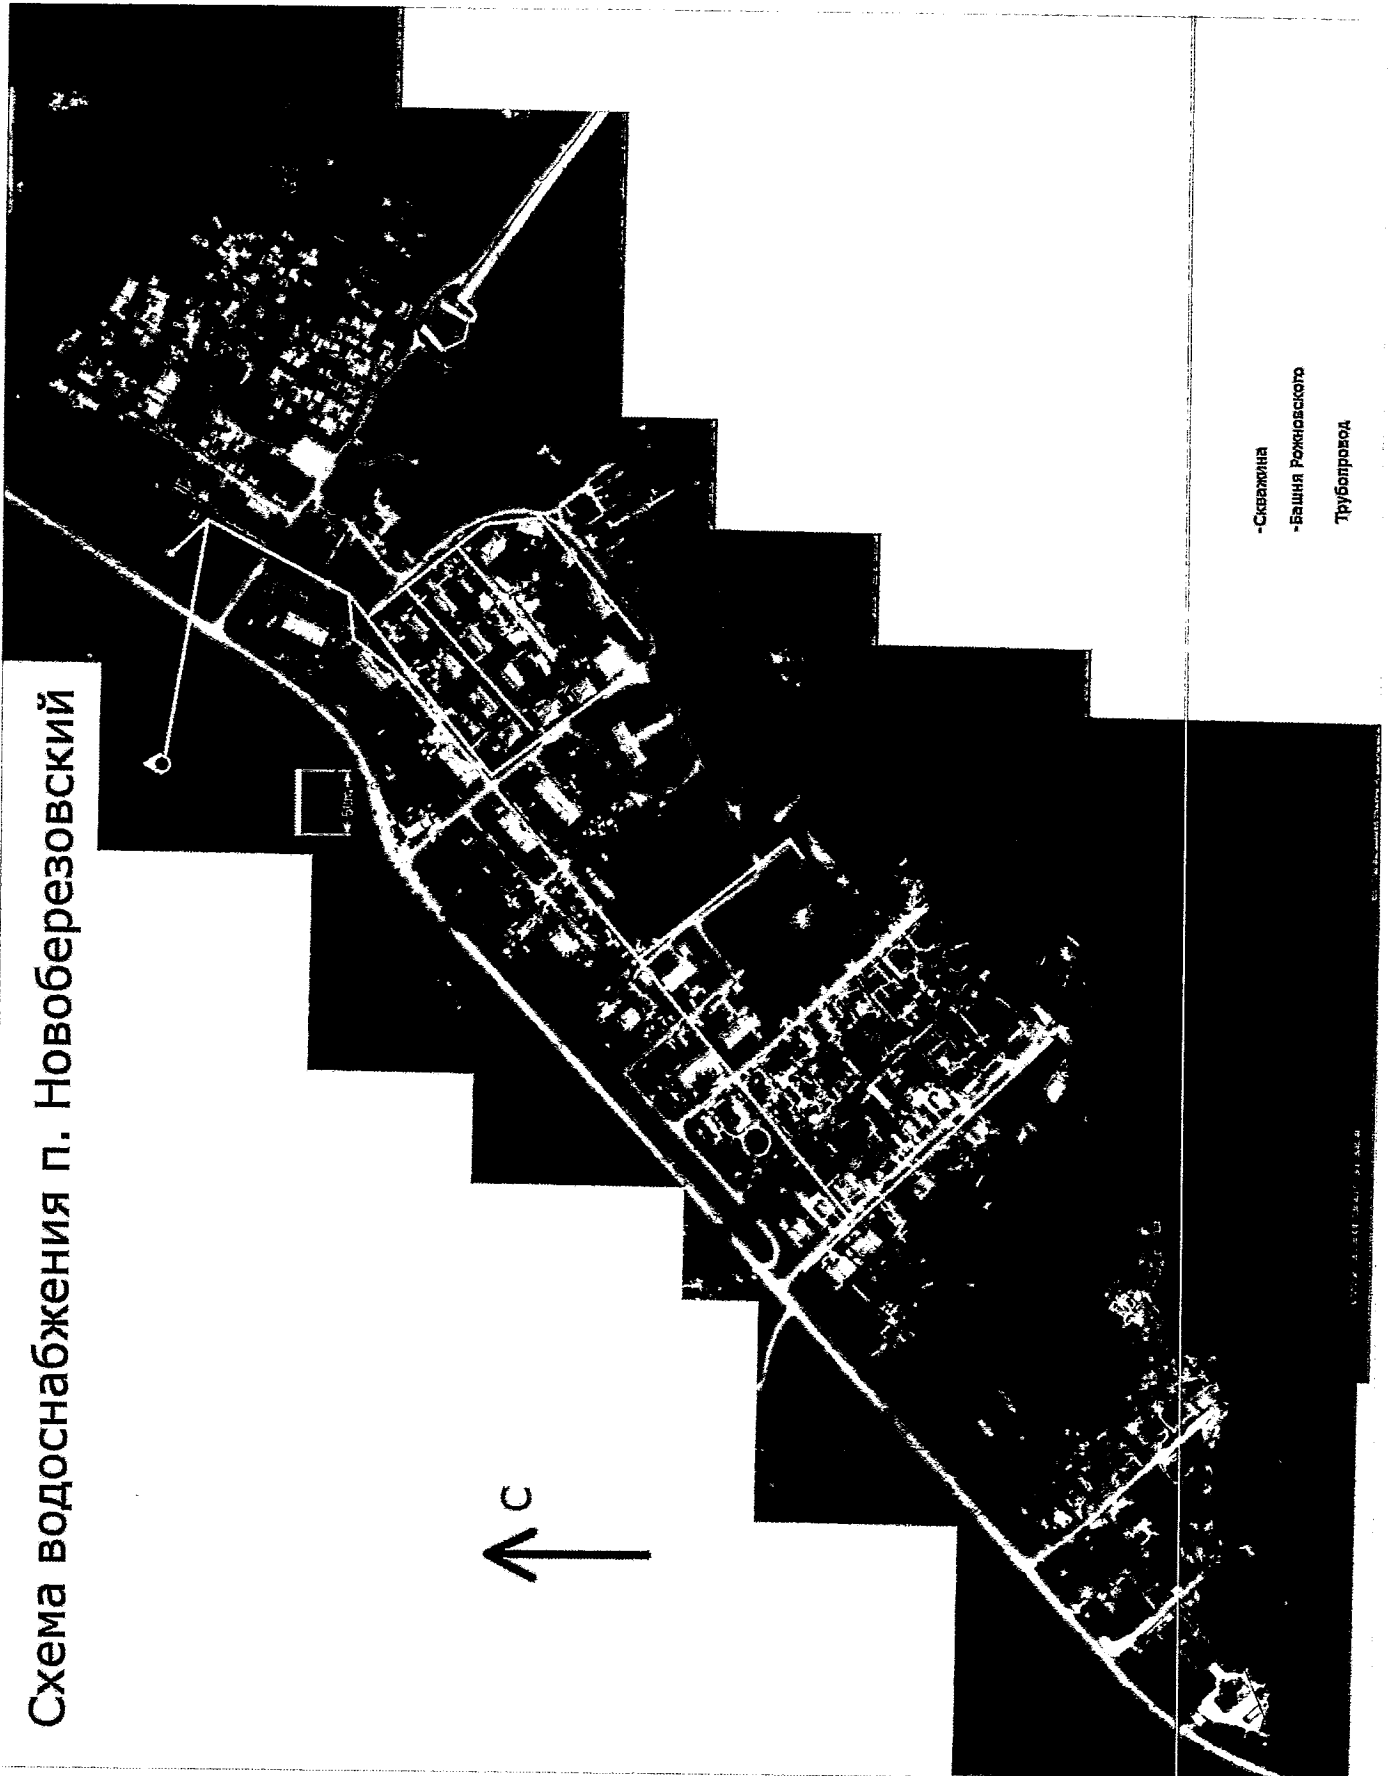 Схема водоснабжения п. Новоберезовский
С
-Скважина
-Башня Рожновского
Трубопровод